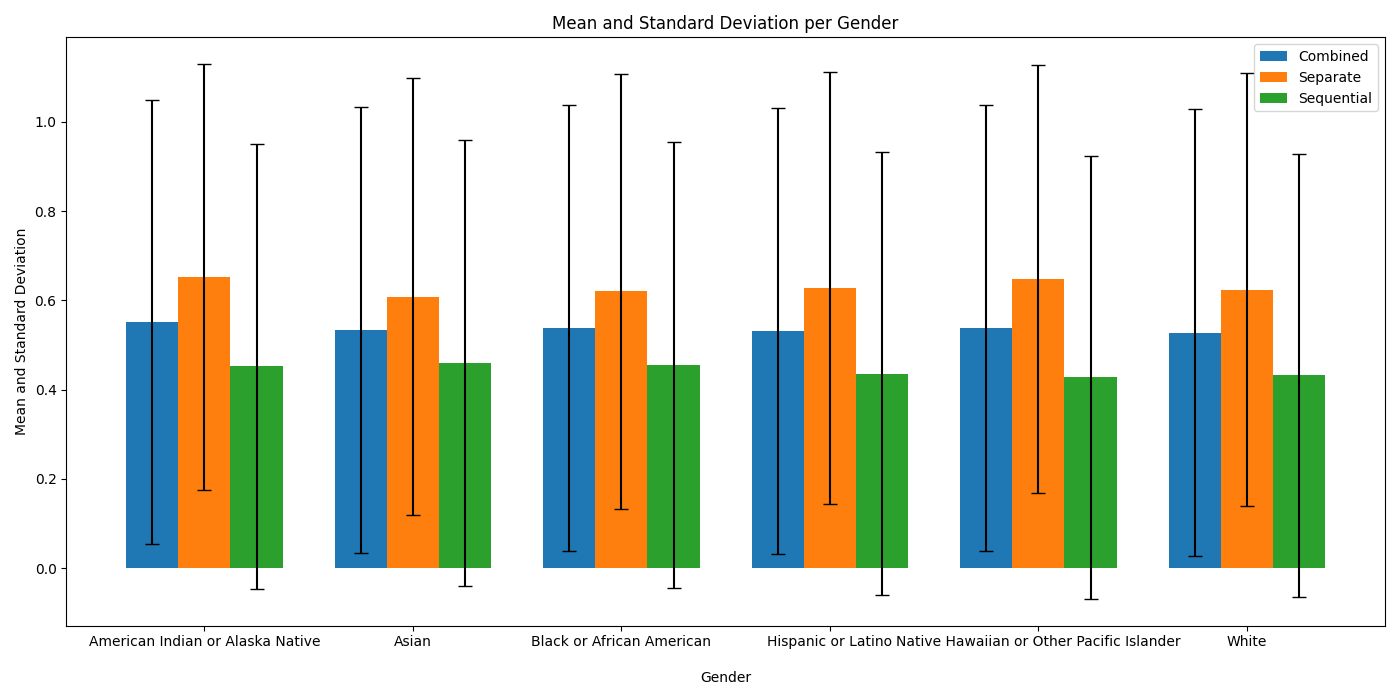 Mean and Standard Deviation per Gender
Combined
Separate
Sequential
Mean and Standard Deviation
1.0
0.8
0.6
0.4
0.2
0.0
American Indian or Alaska Native
Asian
Black or African American
Hispanic or Latino
Native Hawaiian or Other Pacific Islander
White
Gender